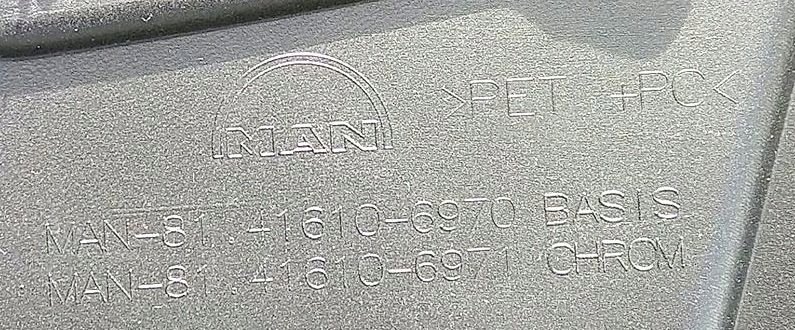 MAN
>PET +PC<
MAN-81.41610-6970 BASIS
MAN-81.41610-6971 CHROM